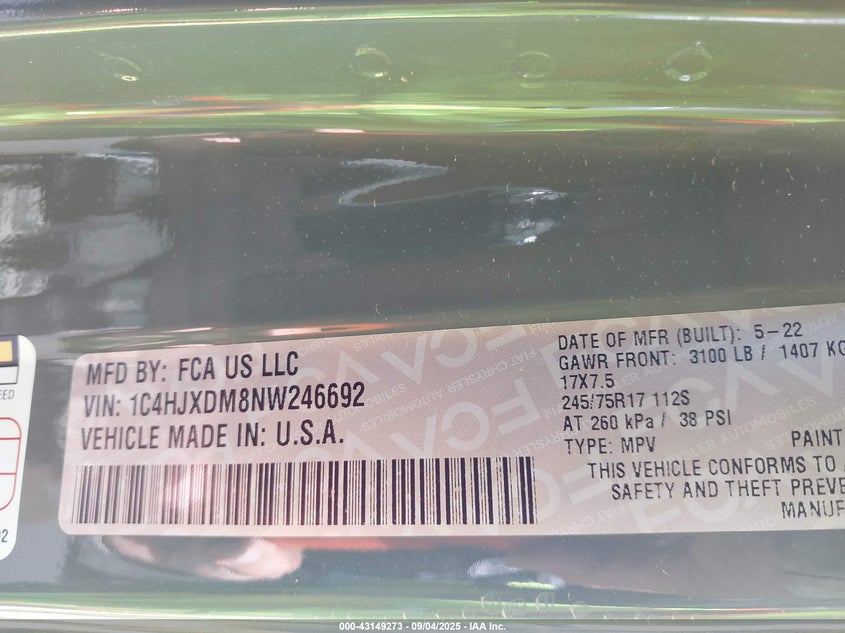 MFD BY: FCA US LLC
VIN: 1C4HJXDM8NW246692
VEHICLE MADE IN: U.S.A.
DATE OF MFR (BUILT): 5-22
GAWR FRONT: 3100 LB / 1407 KG
17X7.5
245/75R17 112S
AT 260 kPa / 38 PSI
TYPE: MPV PAINT
THIS VEHICLE CONFORMS TO
SAFETY AND THEFT PREVE
MANUF
EED
92
000-43149273 - 09/04/2025 - IAA Inc.